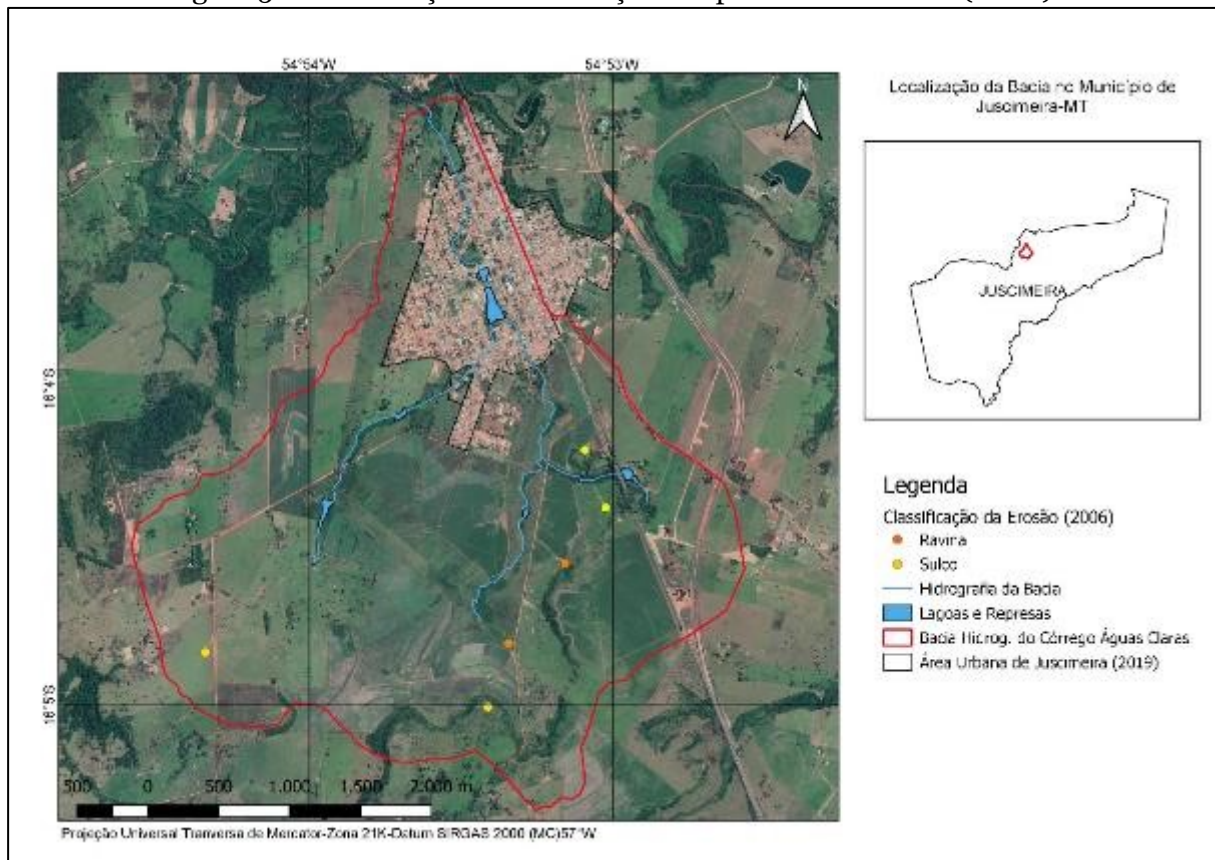 54°54'W
54°53'W
N
16°4'S
16°5'S
500 0 500 1.000 1.500 2.000 m
Projeção Universal Tranversa de Mercator-Zona 21K-Datum SIRGAS 2000 (MC)57°W
Localização da Bacia no Município de
Juscimeira-MT
JUSCIMEIRA
Legenda
Classificação da Erosão (2006)
Ravina
Sulco
Hidrografia da Bacia
Lagoas e Represas
Bacia Hidrog. do Córrego Águas Claras
Área Urbana de Juscimeira (2019)